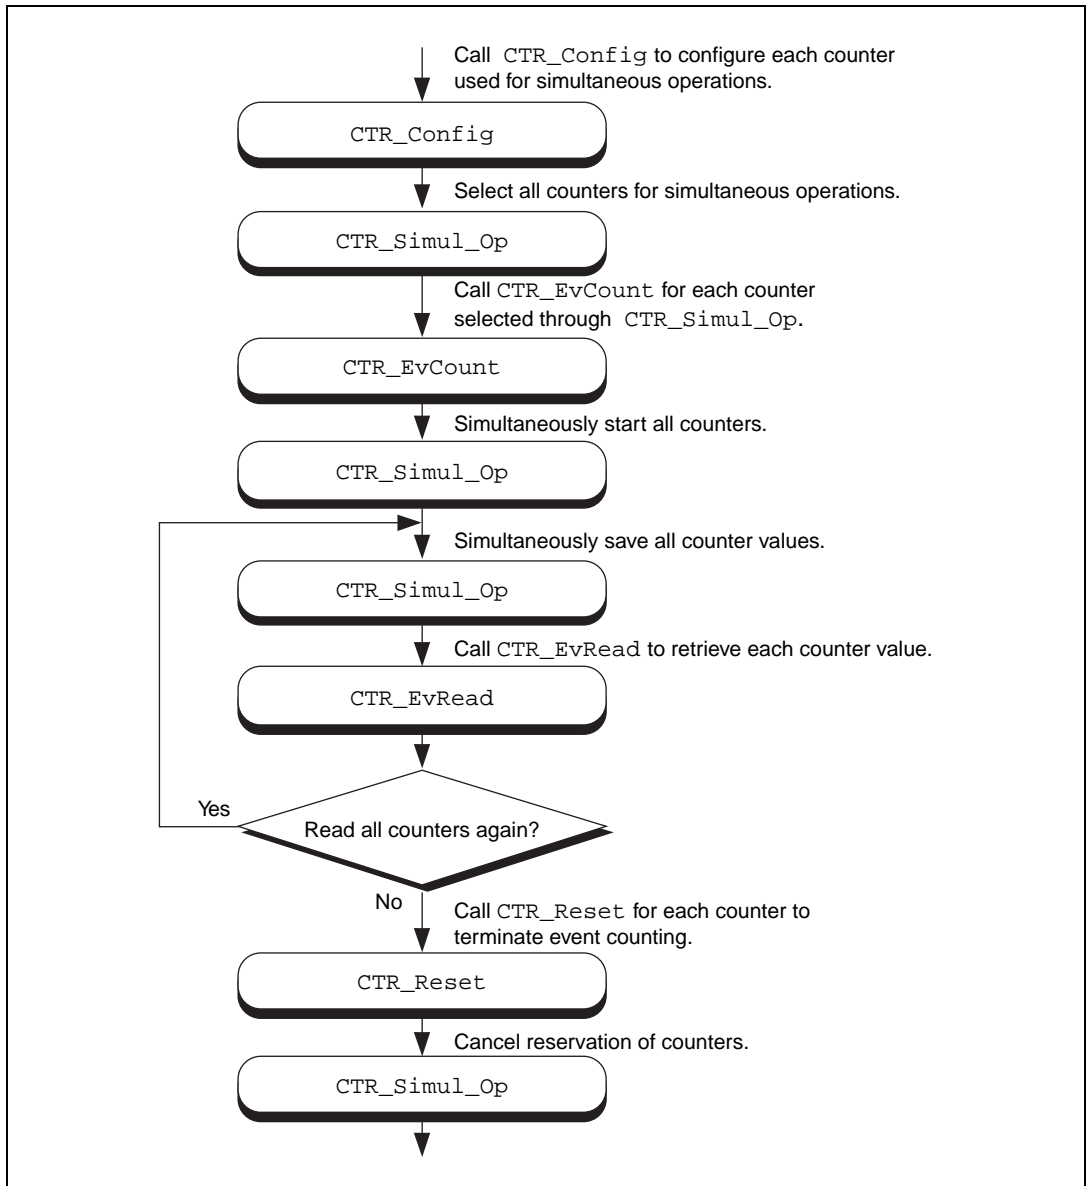 Call CTR_Config to configure each counter
used for simultaneous operations.
CTR_Config
Select all counters for simultaneous operations.
CTR_Simul_Op
Call CTR_EvCount for each counter
selected through CTR_Simul_Op.
CTR_EvCount
Simultaneously start all counters.
CTR_Simul_Op
Simultaneously save all counter values.
CTR_Simul_Op
Call CTR_EvRead to retrieve each counter value.
CTR_EvRead
Yes
Read all counters again?
No
Call CTR_Reset for each counter to
terminate event counting.
CTR_Reset
Cancel reservation of counters.
CTR_Simul_Op